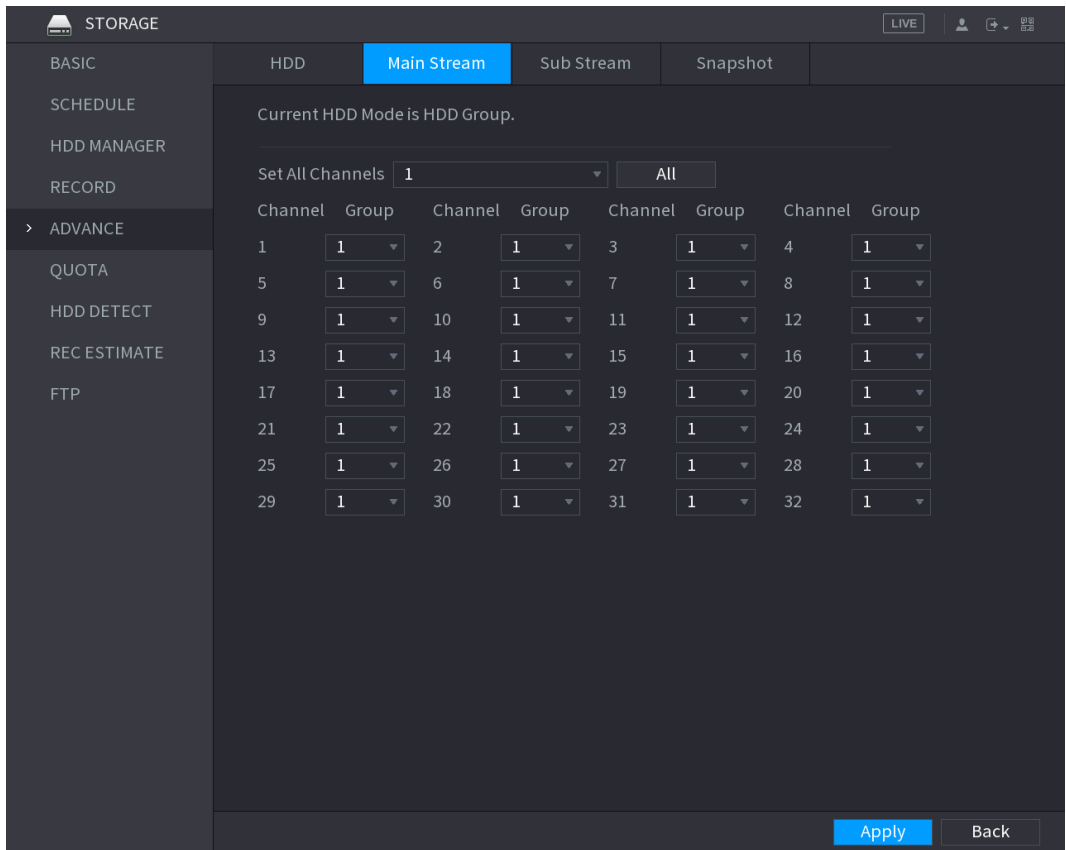 STORAGE LIVE
BASIC HDD Main Stream Sub Stream Snapshot
SCHEDULE
Current HDD Mode is HDD Group.
HDD MANAGER
Set All Channels 1 All
RECORD
Channel Group Channel Group Channel Group Channel Group
ADVANCE
1 1 2 1 3 1 4 1
QUOTA
5 1 6 1 7 1 8 1
HDD DETECT
9 1 10 1 11 1 12 1
REC ESTIMATE
13 1 14 1 15 1 16 1
FTP
17 1 18 1 19 1 20 1
21 1 22 1 23 1 24 1
25 1 26 1 27 1 28 1
29 1 30 1 31 1 32 1
Apply Back